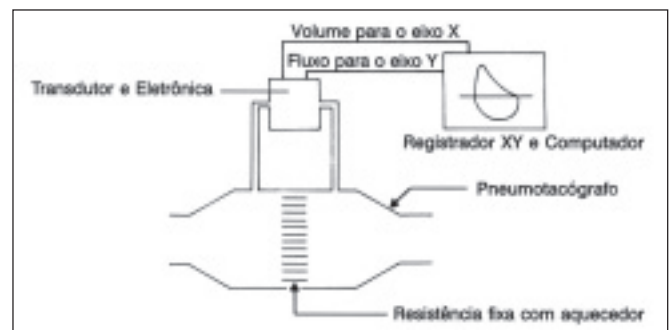 Volume para o eixo X
Fluxo para o eixo Y
Transdutor e Eletrônica
Registrador XY e Computador
Pneumotacógrafo
Resistência fixa com aquecedor